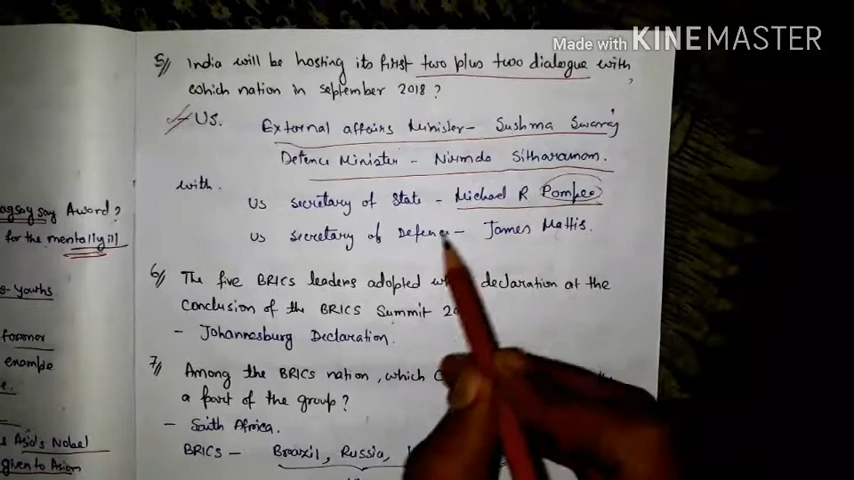 Made with KINEMASTER
5// India will be hosting its first two plus two dialogue with
which nation in september 2018?
- US. External affairs Minister - Sushma Swaraj
Defence Minister - Nirmala Sitharaman.
with.
US Secretary of State - Michael R Pompeo
US Secretary of Defence - James Mattis.
6// The five BRICS leaders adopted declaration at the
conclusion of the BRICS Summit
- Johannesburg Declaration.
7// Among the BRICS nation, which
a part of the group?
- South Africa.
BRICS - Brazil, Russia,
Award?
for the mentally ill
youths
former
example
Asia's Nobel
given to Asian